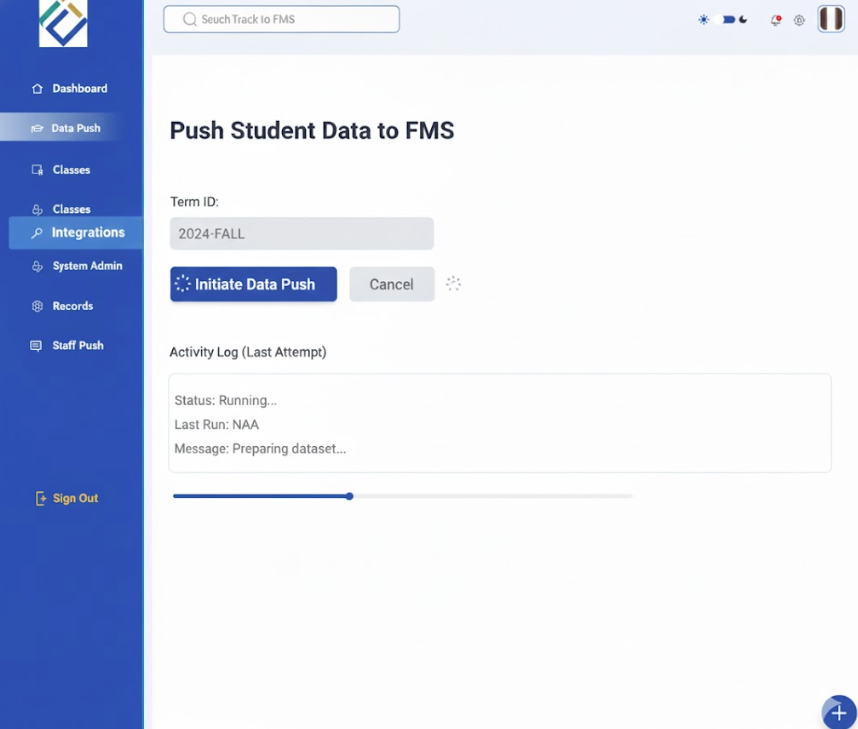 Seuch Track lo FMS
Dashboard
Data Push
Classes
Classes
Integrations
System Admin
Records
Staff Push
Sign Out
Push Student Data to FMS
Term ID:
2024-FALL
Initiate Data Push
Cancel
Activity Log (Last Attempt)
Status: Running...
Last Run: NAA
Message: Preparing dataset...